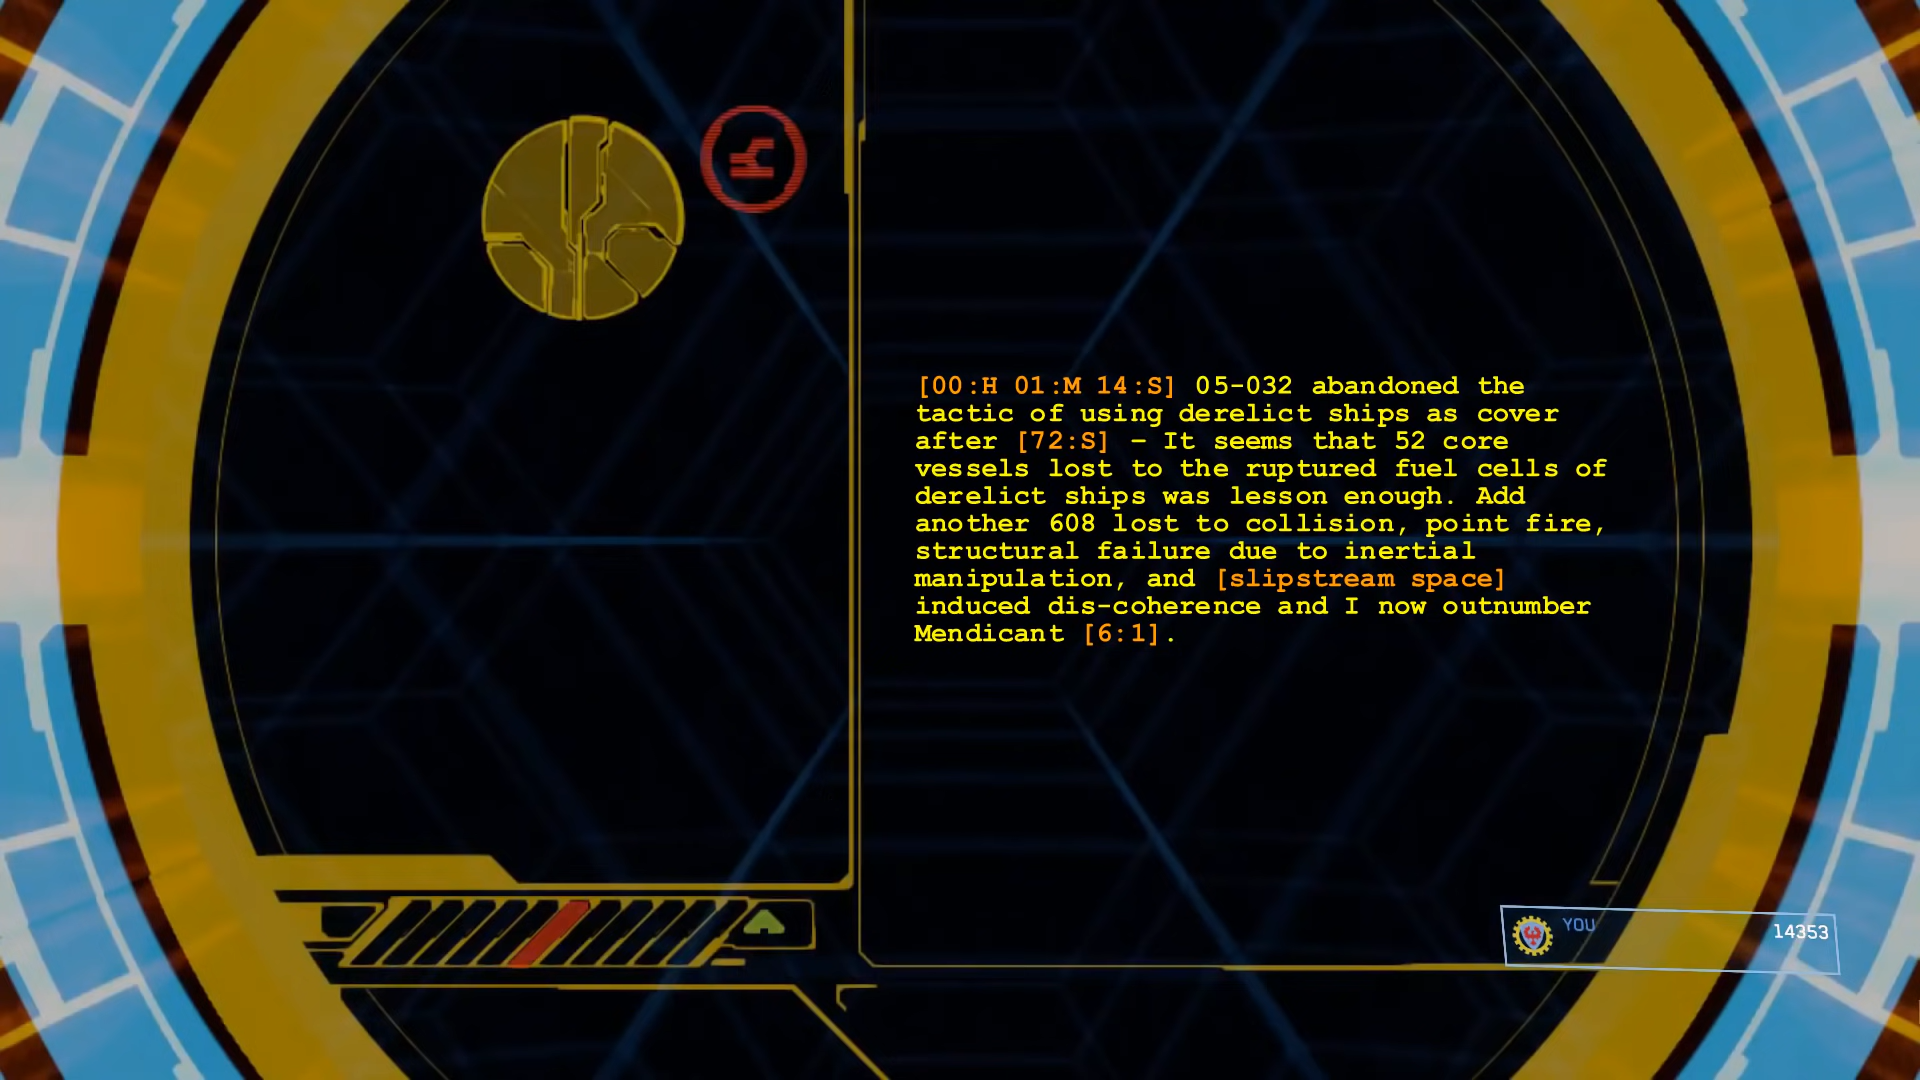 [00:H 01:M 14:S] 05-032 abandoned the
tactic of using derelict ships as cover
after [72:S] – It seems that 52 core
vessels lost to the ruptured fuel cells of
derelict ships was lesson enough. Add
another 608 lost to collision, point fire,
structural failure due to inertial
manipulation, and [slipstream space]
induced dis-coherence and I now outnumber
Mendicant [6:1].
YOU
14353